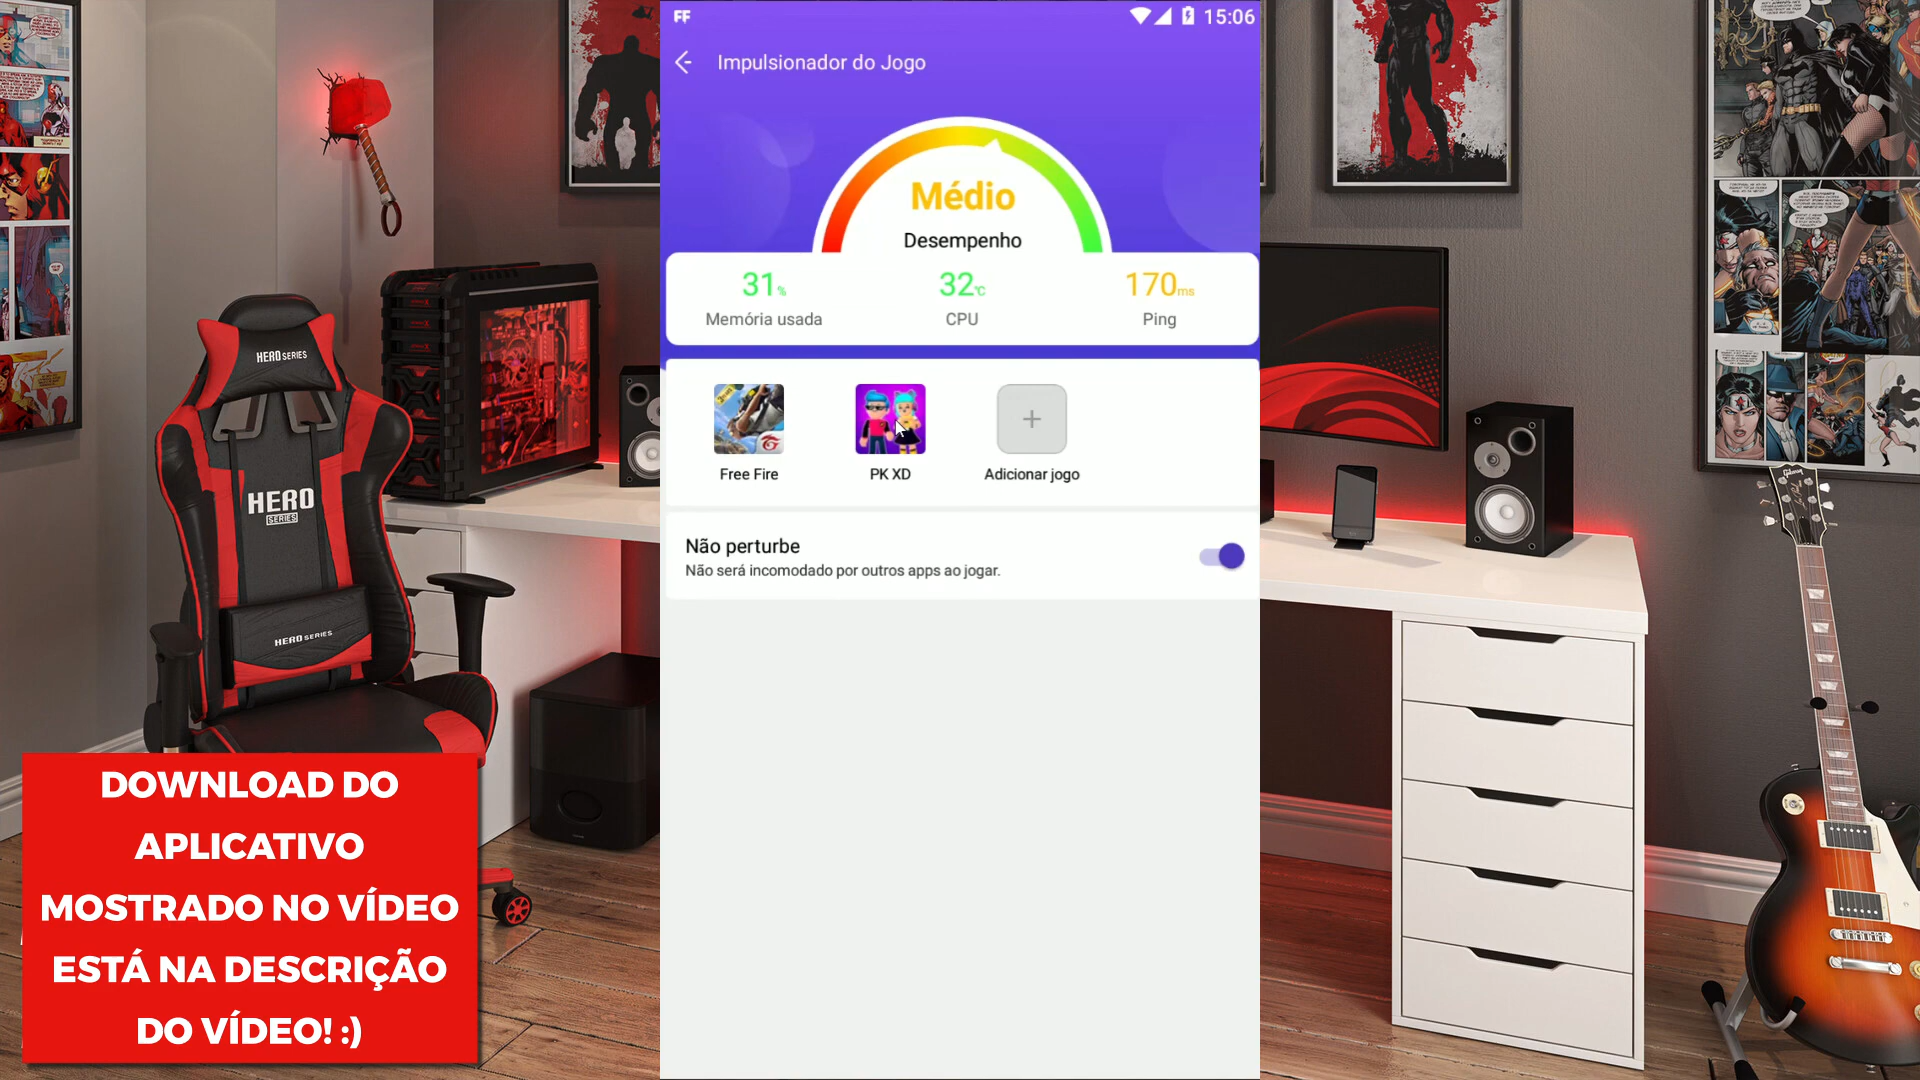 FF
15:06
Impulsionador do Jogo
Médio
Desempenho
31% 32°C 170ms
Memória usada CPU Ping
Free Fire PK XD Adicionar jogo
Não perturbe
Não será incomodado por outros apps ao jogar.
HERO SERIES
HERO
SERIES
HERO SERIES
DOWNLOAD DO
APLICATIVO
MOSTRADO NO VÍDEO
ESTÁ NA DESCRIÇÃO
DO VÍDEO! :)
Gibson